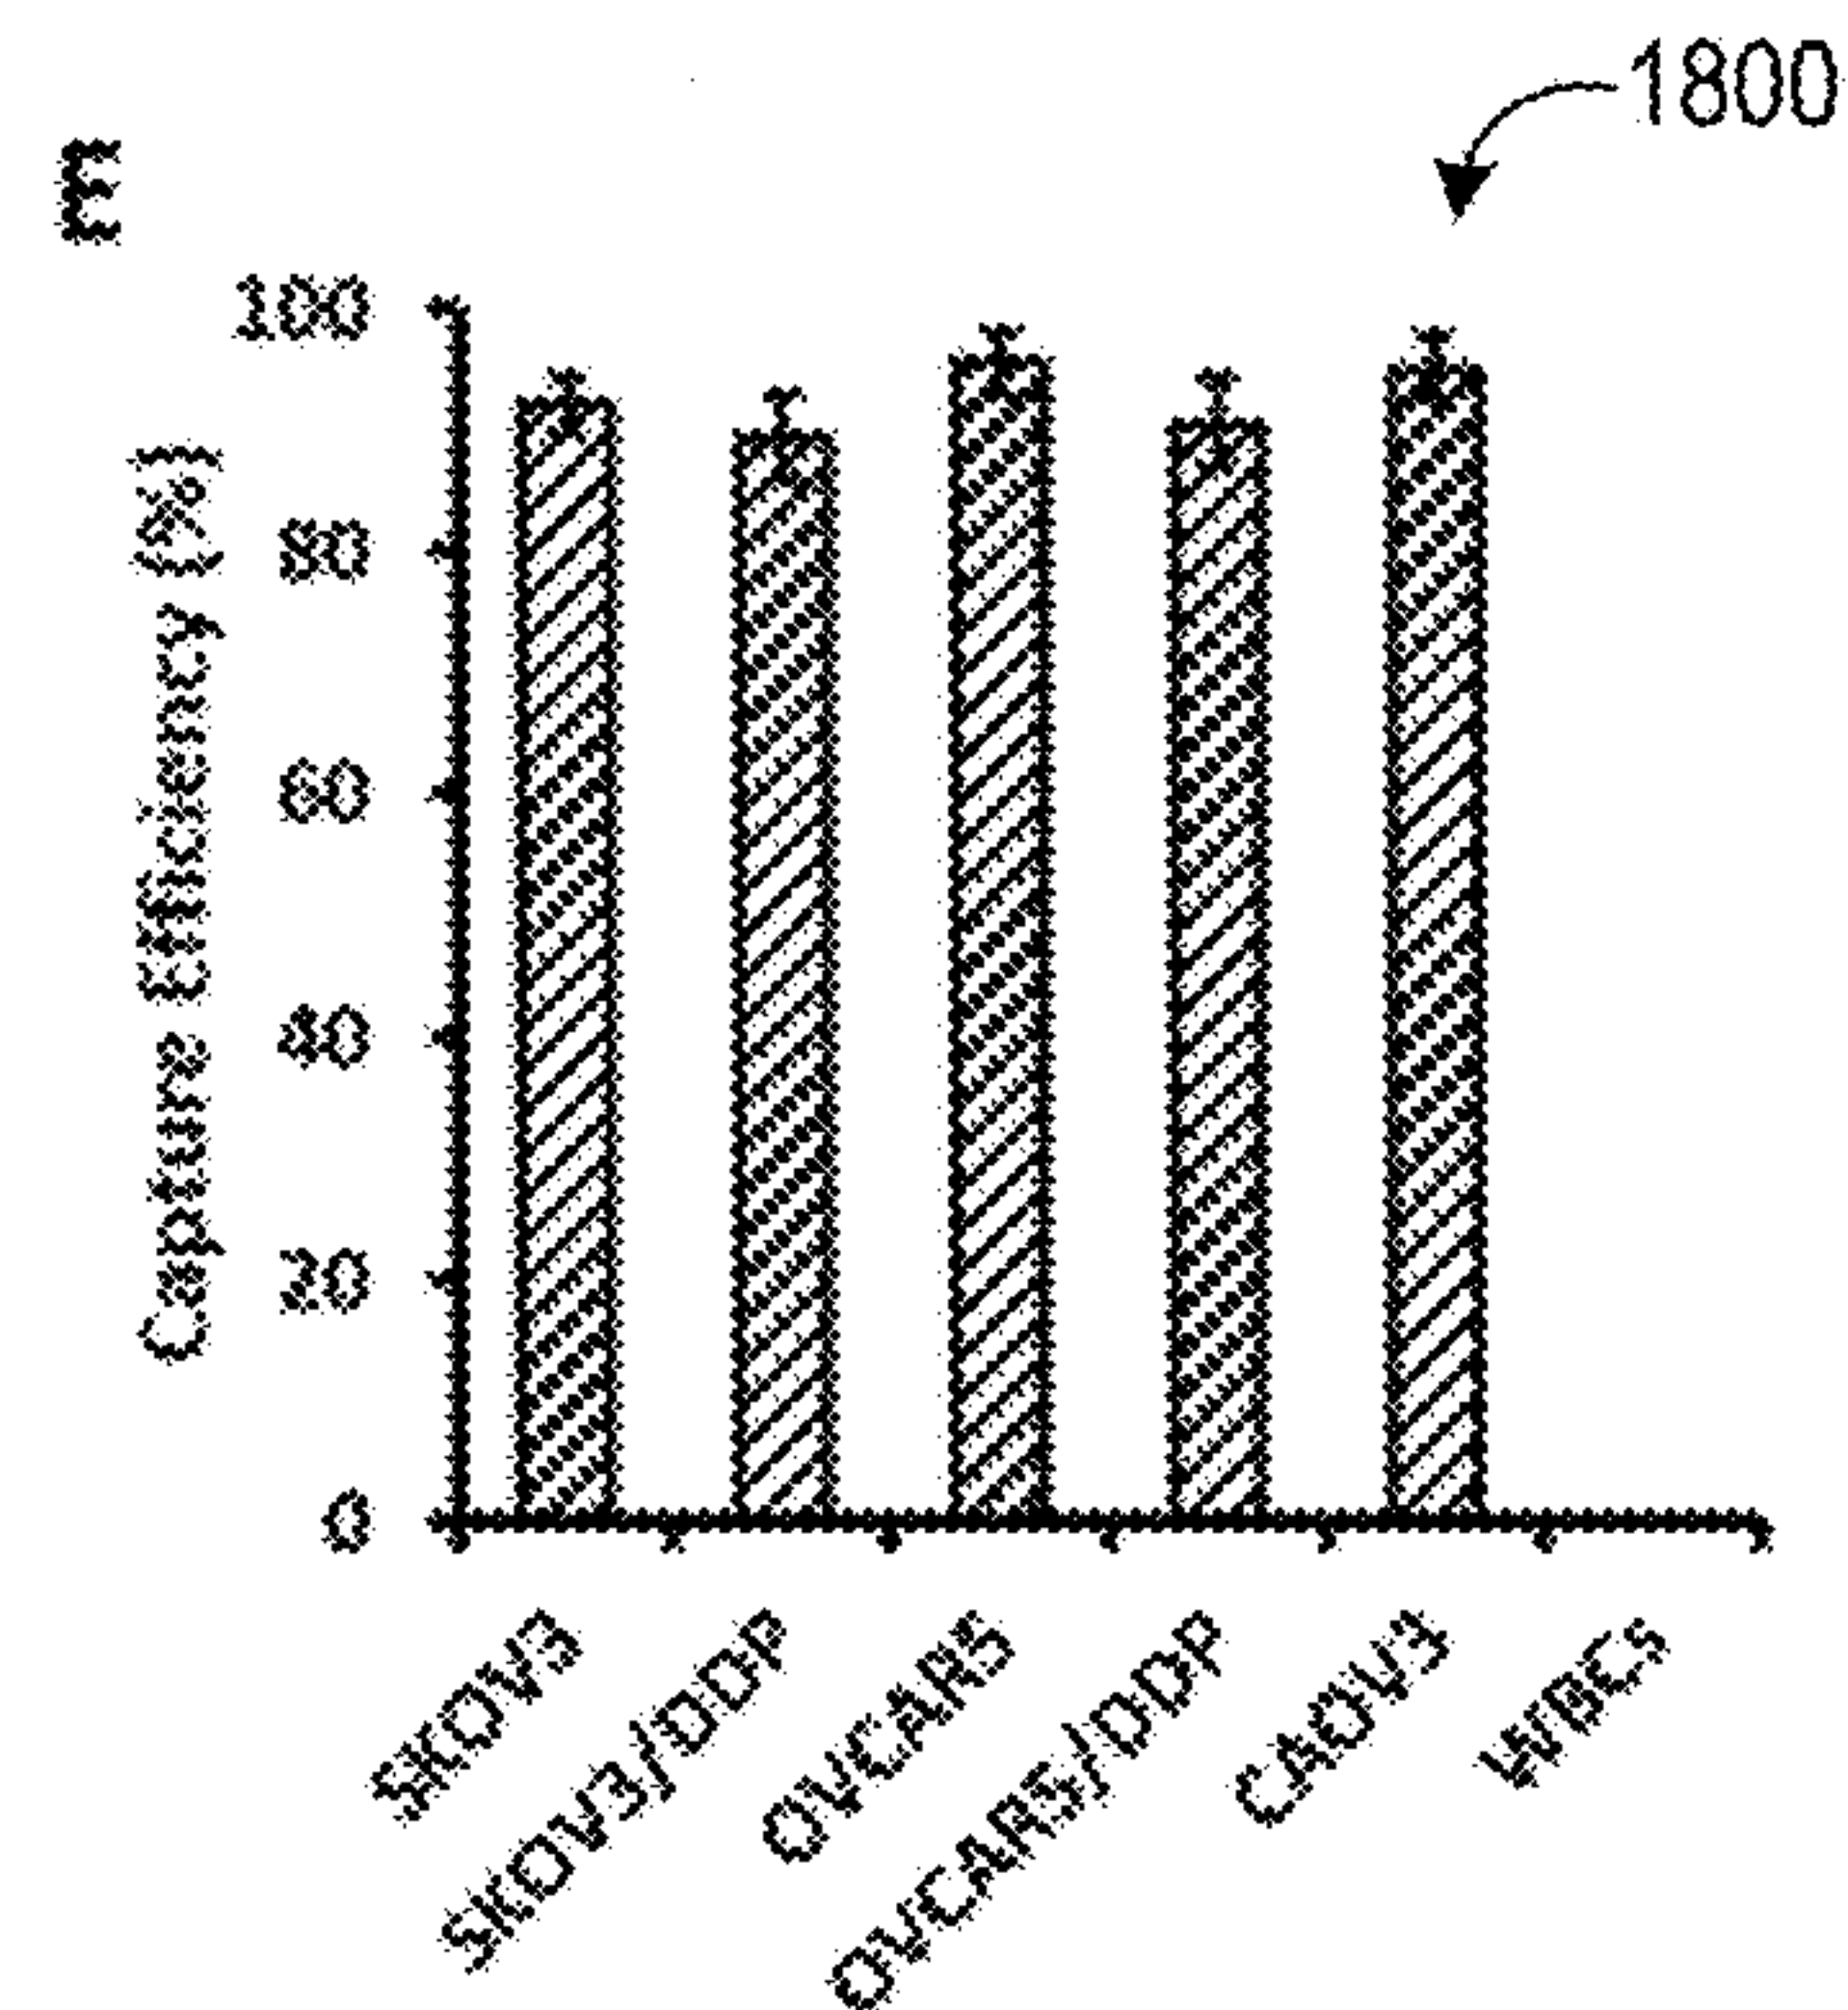 1800
E
Capture Efficiency (%)
100
80
60
40
20
0
SKOV3
SKOV3/DDP
OVCAR5
OVCAR5/DDP
CAOV3
WBCs